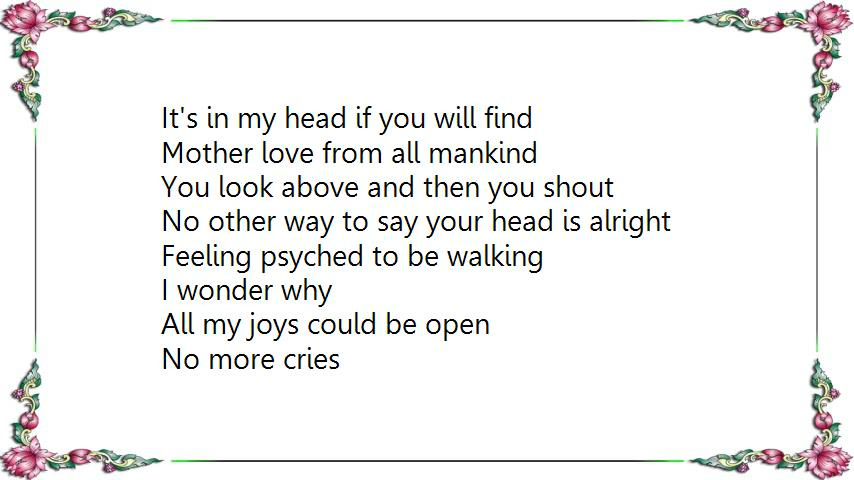 It's in my head if you will find
Mother love from all mankind
You look above and then you shout
No other way to say your head is alright
Feeling psyched to be walking
I wonder why
All my joys could be open
No more cries